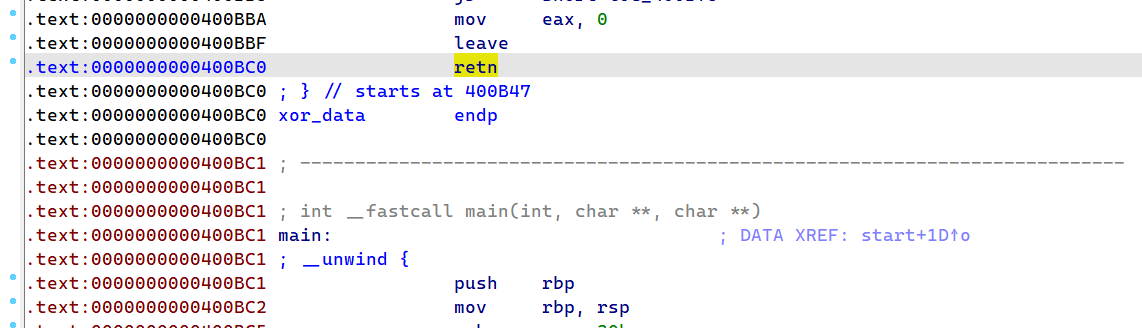 .text:0000000000400BBA mov eax, 0
.text:0000000000400BBF leave
.text:0000000000400BC0 retn
.text:0000000000400BC0 ; } // starts at 400B47
.text:0000000000400BC0 xor_data endp
.text:0000000000400BC0
.text:0000000000400BC1 ; ---------------------------------------------------------------------------
.text:0000000000400BC1
.text:0000000000400BC1 ; int __fastcall main(int, char **, char **)
.text:0000000000400BC1 main: ; DATA XREF: start+1D↑o
.text:0000000000400BC1 ; __unwind {
.text:0000000000400BC1 push rbp
.text:0000000000400BC2 mov rbp, rsp